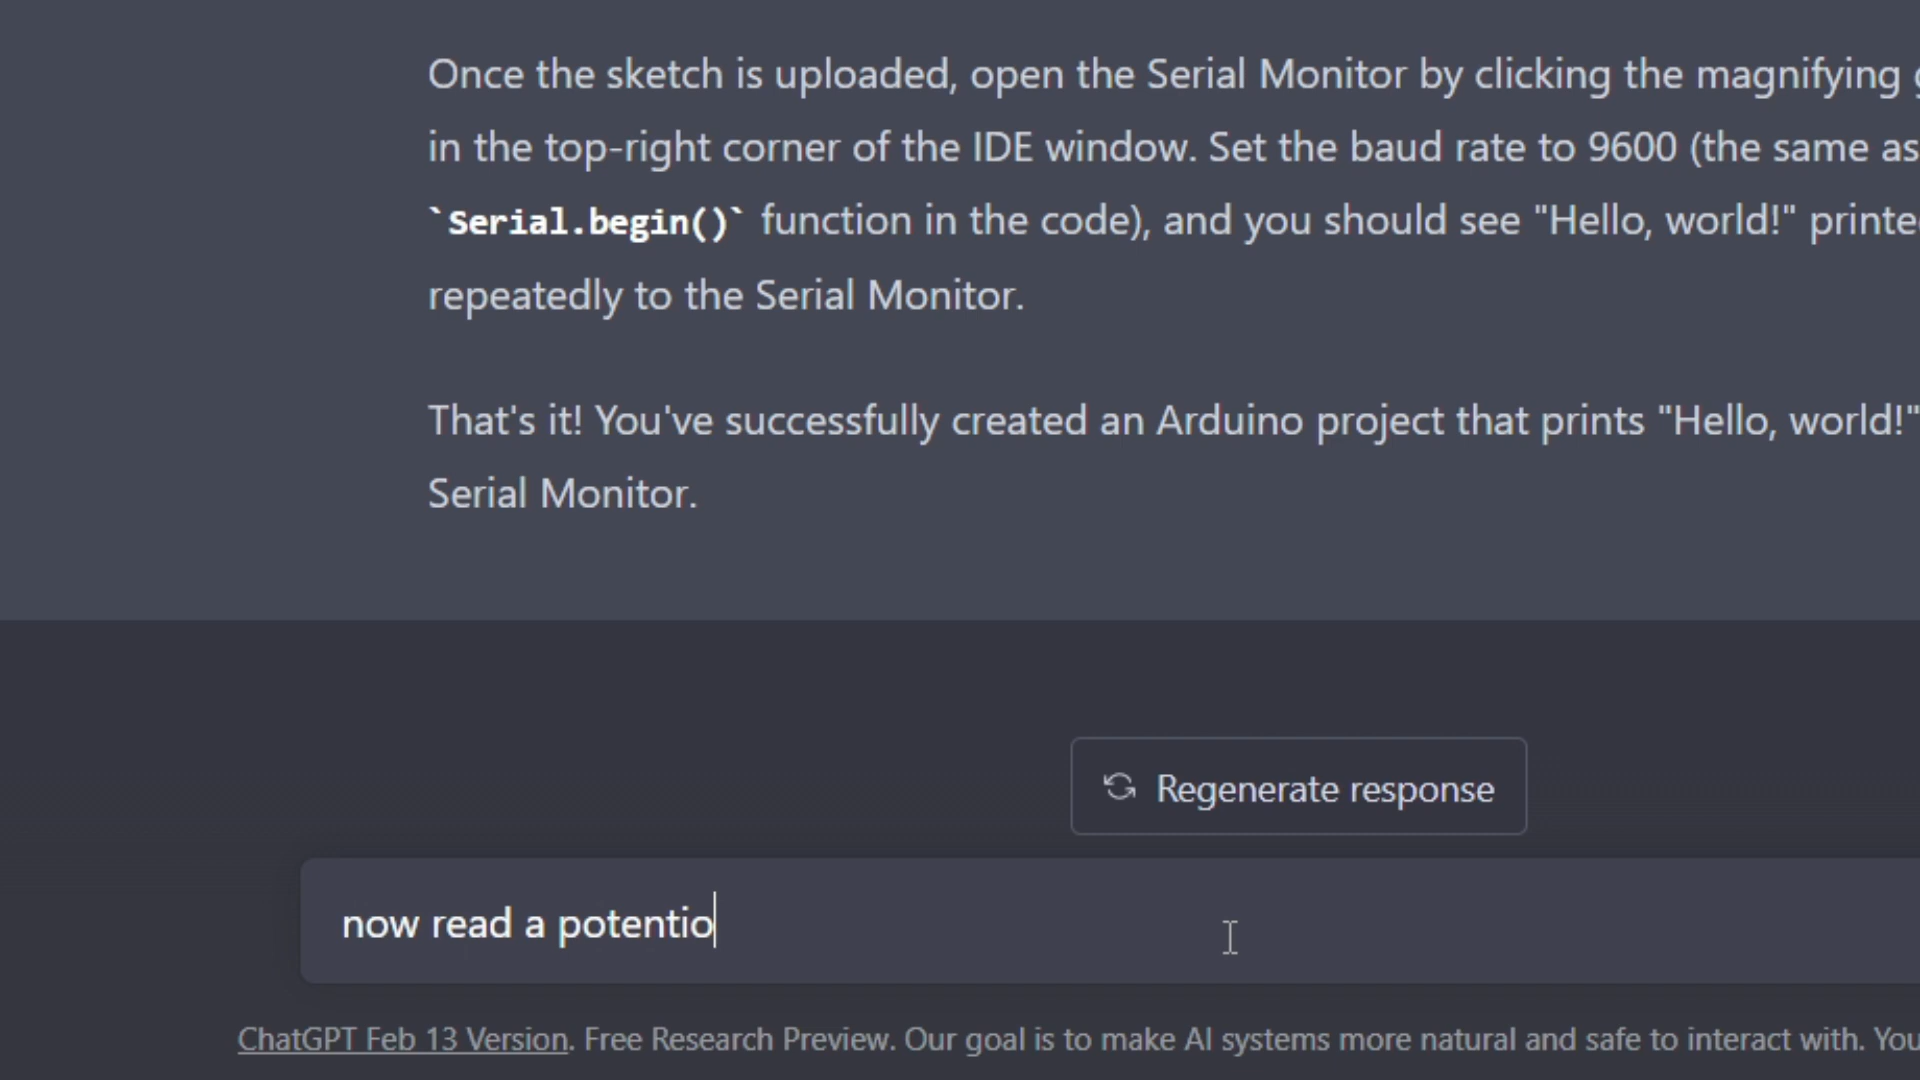 Once the sketch is uploaded, open the Serial Monitor by clicking the magnifying
in the top-right corner of the IDE window. Set the baud rate to 9600 (the same as
`Serial.begin()` function in the code), and you should see "Hello, world!" printe
repeatedly to the Serial Monitor.
That's it! You've successfully created an Arduino project that prints "Hello, world!"
Serial Monitor.
Regenerate response
now read a potentio
ChatGPT Feb 13 Version. Free Research Preview. Our goal is to make AI systems more natural and safe to interact with. You